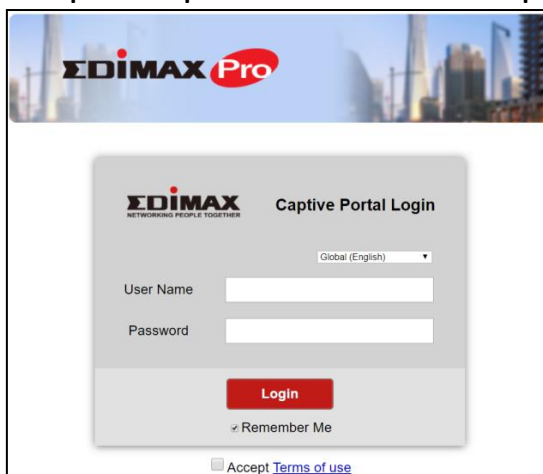 EDIMAX Pro
EDIMAX Captive Portal Login
NETWORKING PEOPLE TOGETHER
Global (English)
User Name
Password
Login
Remember Me
Accept Terms of use